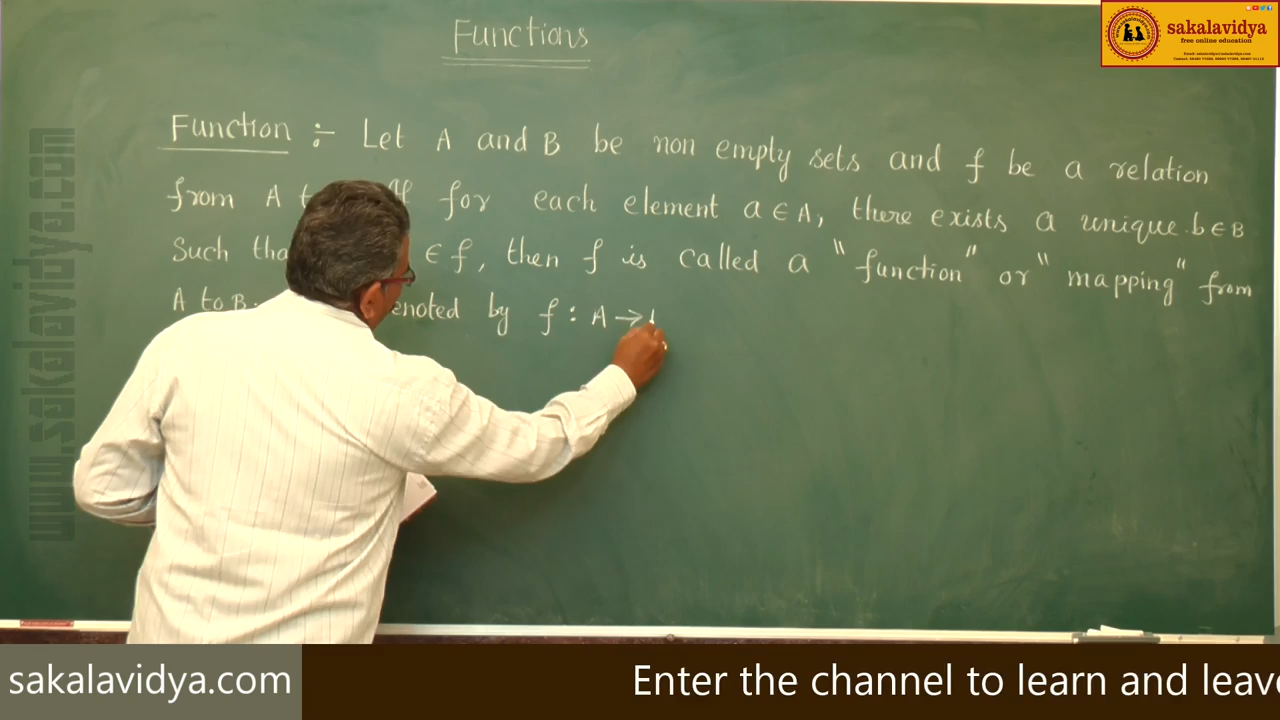 Functions
sakalavidya
free online education
Function :- Let A and B be non empty sets and f be a relation
from A for each element a ∈ A, there exists a unique b ∈ B
Such ∈ f, then f is called a "function" or "mapping" from
A to B. by f : A →
www.sakalavidya.com
sakalavidya.com
Enter the channel to learn and leave